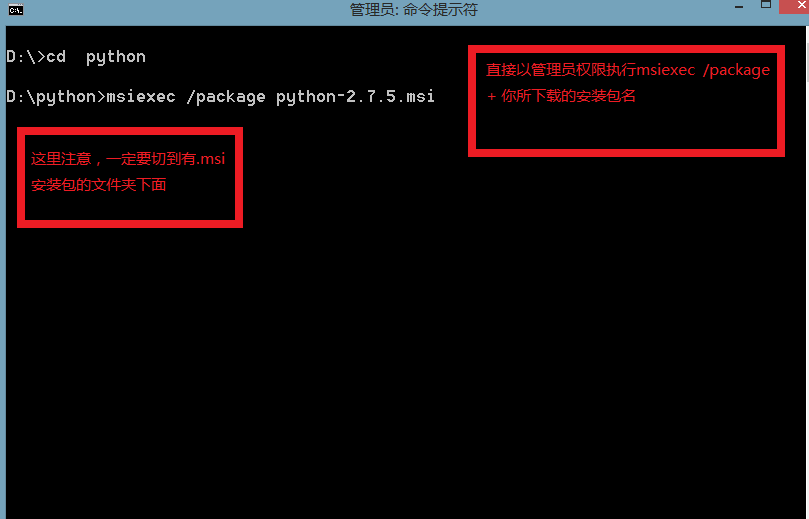 管理员: 命令提示符
D:\>cd  python
直接以管理员权限执行msiexec /package
+ 你所下载的安装包名
D:\python>msiexec /package python-2.7.5.msi
这里注意，一定要切到有.msi
安装包的文件夹下面